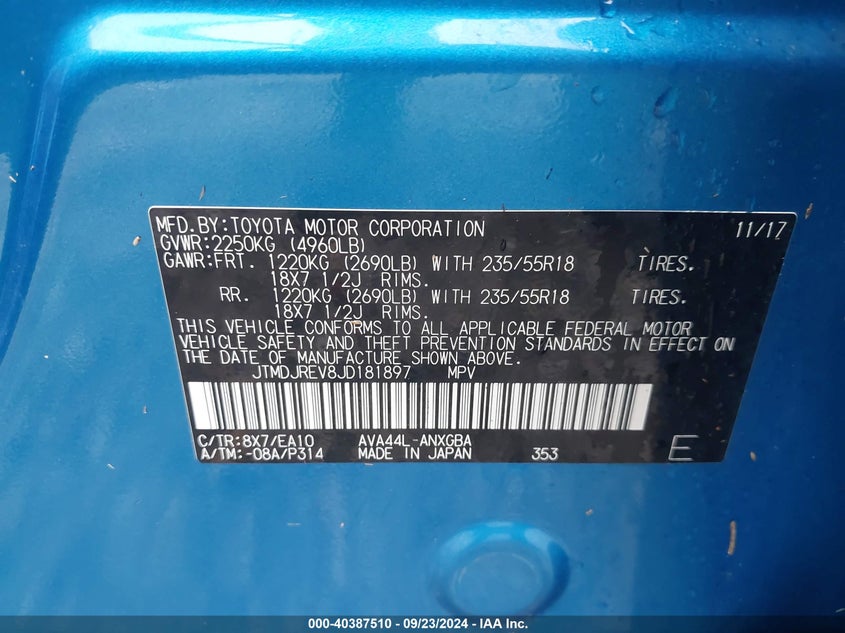 MFD.BY:TOYOTA MOTOR CORPORATION 11/17
GVWR:2250KG (4960LB)
GAWR:FRT. 1220KG (2690LB) WITH 235/55R18 TIRES.
18X7 1/2J RIMS.
RR. 1220KG (2690LB) WITH 235/55R18 TIRES.
18X7 1/2J RIMS.
THIS VEHICLE CONFORMS TO ALL APPLICABLE FEDERAL MOTOR
VEHICLE SAFETY AND THEFT PREVENTION STANDARDS IN EFFECT ON
THE DATE OF MANUFACTURE SHOWN ABOVE.
JTMDJREV8JD181897 MPV
C/TR:8X7/EA10 AVA44L-ANXGBA
A/TM:-08A/P314 MADE IN JAPAN 353 E
000-40387510 - 09/23/2024 - IAA Inc.